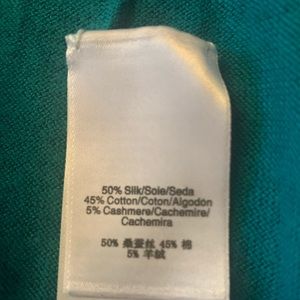 50% Silk/Soie/Seda
45% Cotton/Coton/Algodón
5% Cashmere/Cachemire/
Cachemira
50% 桑蚕丝 45% 棉
5% 羊绒